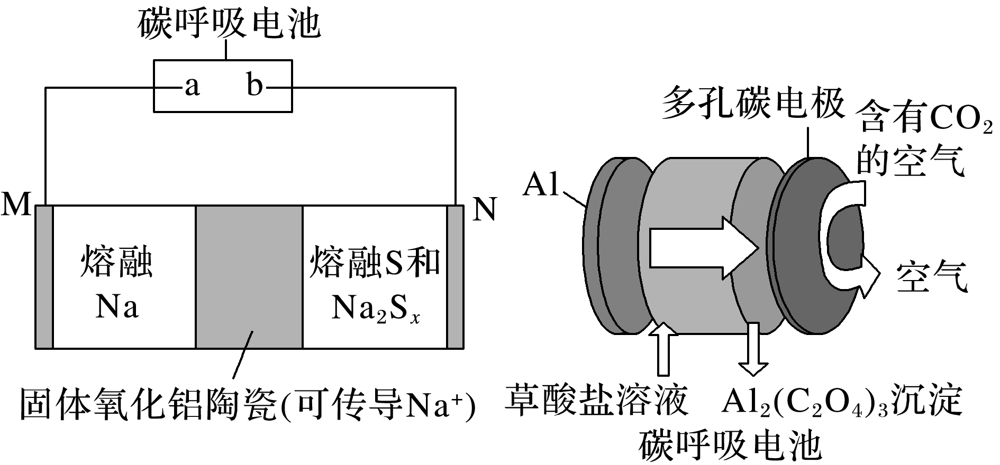 碳呼吸电池
a b
M
N
熔融
Na
熔融S和
Na₂Sₓ
固体氧化铝陶瓷(可传导Na⁺)
多孔碳电极
含有CO₂
的空气
Al
空气
草酸盐溶液
Al₂(C₂O₄)₃沉淀
碳呼吸电池